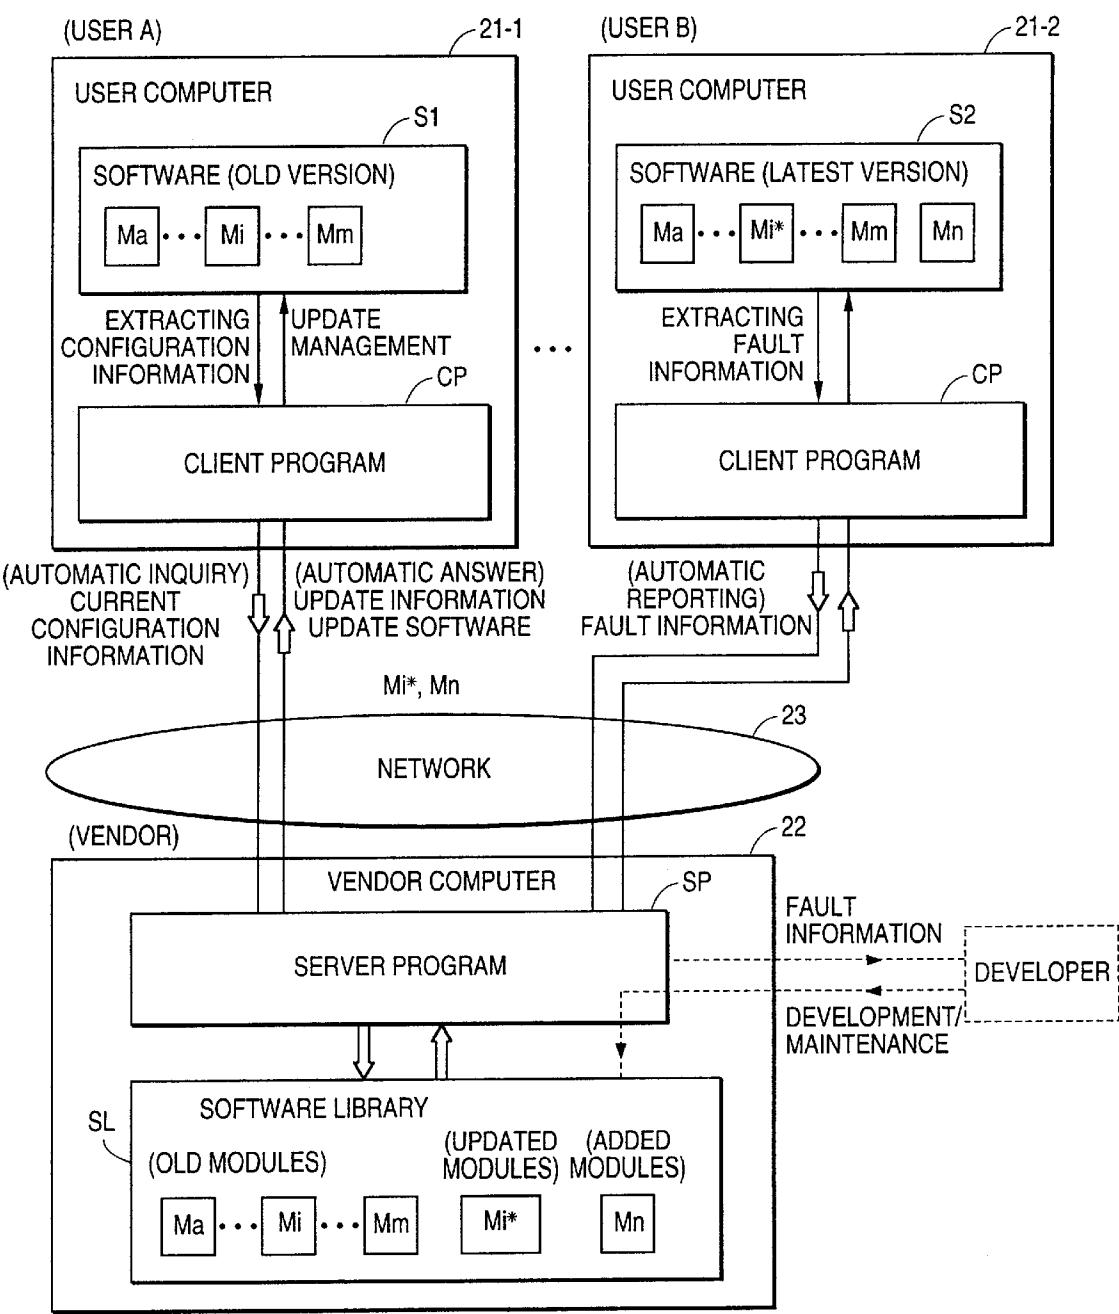 (USER A)
21-1
USER COMPUTER
S1
SOFTWARE (OLD VERSION)
Ma ••• Mi ••• Mm
EXTRACTING
CONFIGURATION
INFORMATION
UPDATE
MANAGEMENT
CP
CLIENT PROGRAM
•••
(USER B)
21-2
USER COMPUTER
S2
SOFTWARE (LATEST VERSION)
Ma ••• Mi* ••• Mm Mn
EXTRACTING
FAULT
INFORMATION
CP
CLIENT PROGRAM
(AUTOMATIC INQUIRY)
CURRENT
CONFIGURATION
INFORMATION
(AUTOMATIC ANSWER)
UPDATE INFORMATION
UPDATE SOFTWARE
(AUTOMATIC
REPORTING)
FAULT INFORMATION
Mi*, Mn
23
NETWORK
(VENDOR)
22
VENDOR COMPUTER
SP
SERVER PROGRAM
FAULT
INFORMATION
DEVELOPER
DEVELOPMENT/
MAINTENANCE
SL
SOFTWARE LIBRARY
(OLD MODULES)
(UPDATED
MODULES)
(ADDED
MODULES)
Ma ••• Mi ••• Mm Mi* Mn